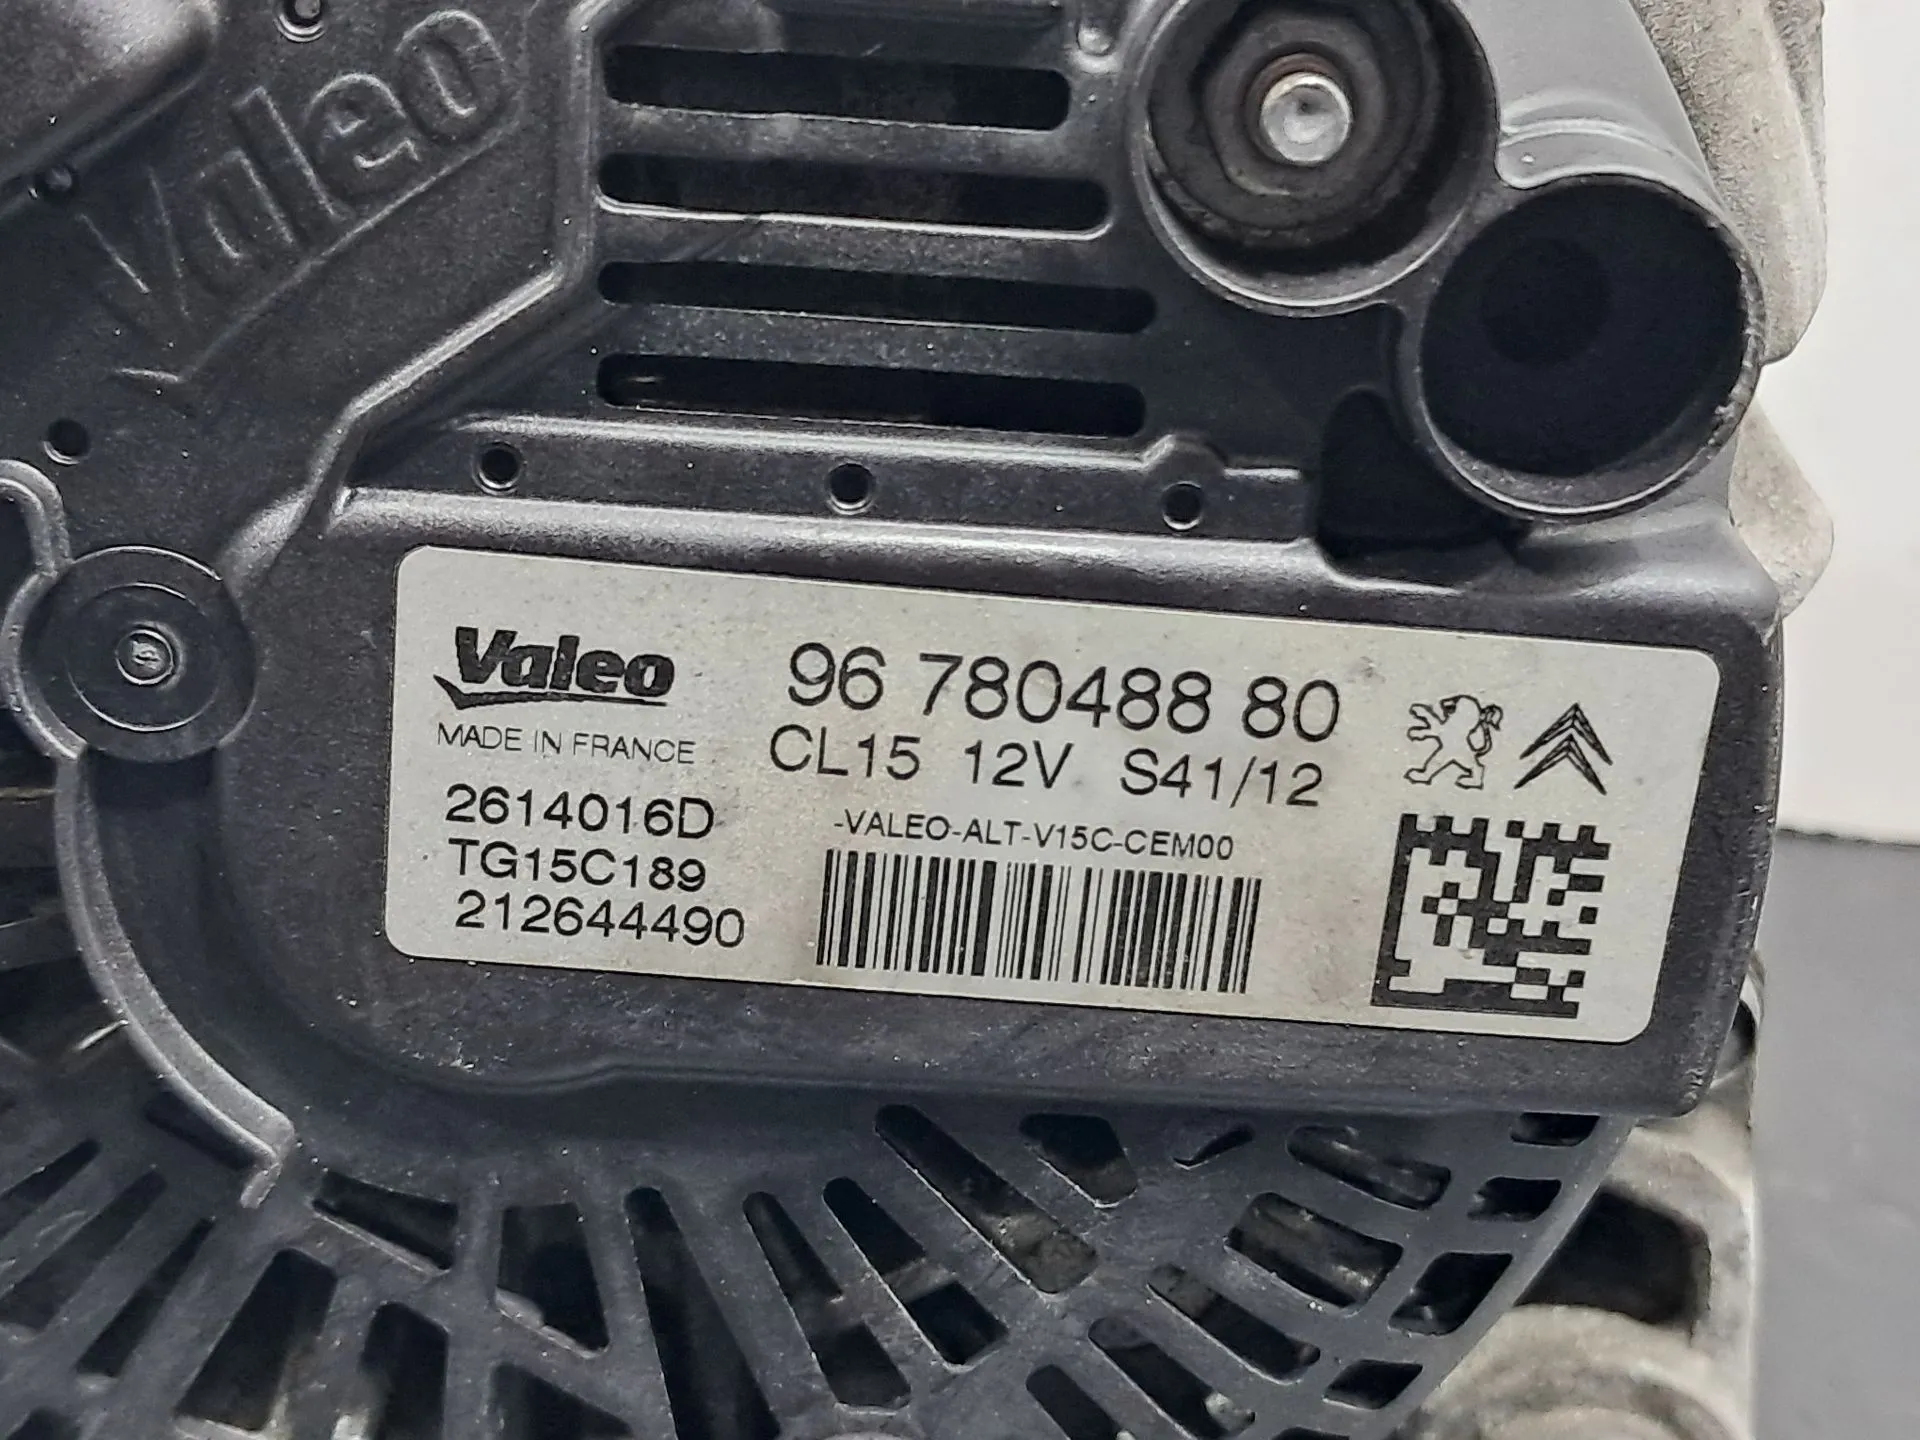 Valeo
Valeo
MADE IN FRANCE
96 780488 80
CL15 12V S41/12
2614016D
TG15C189
212644490
-VALEO-ALT-V15C-CEM00